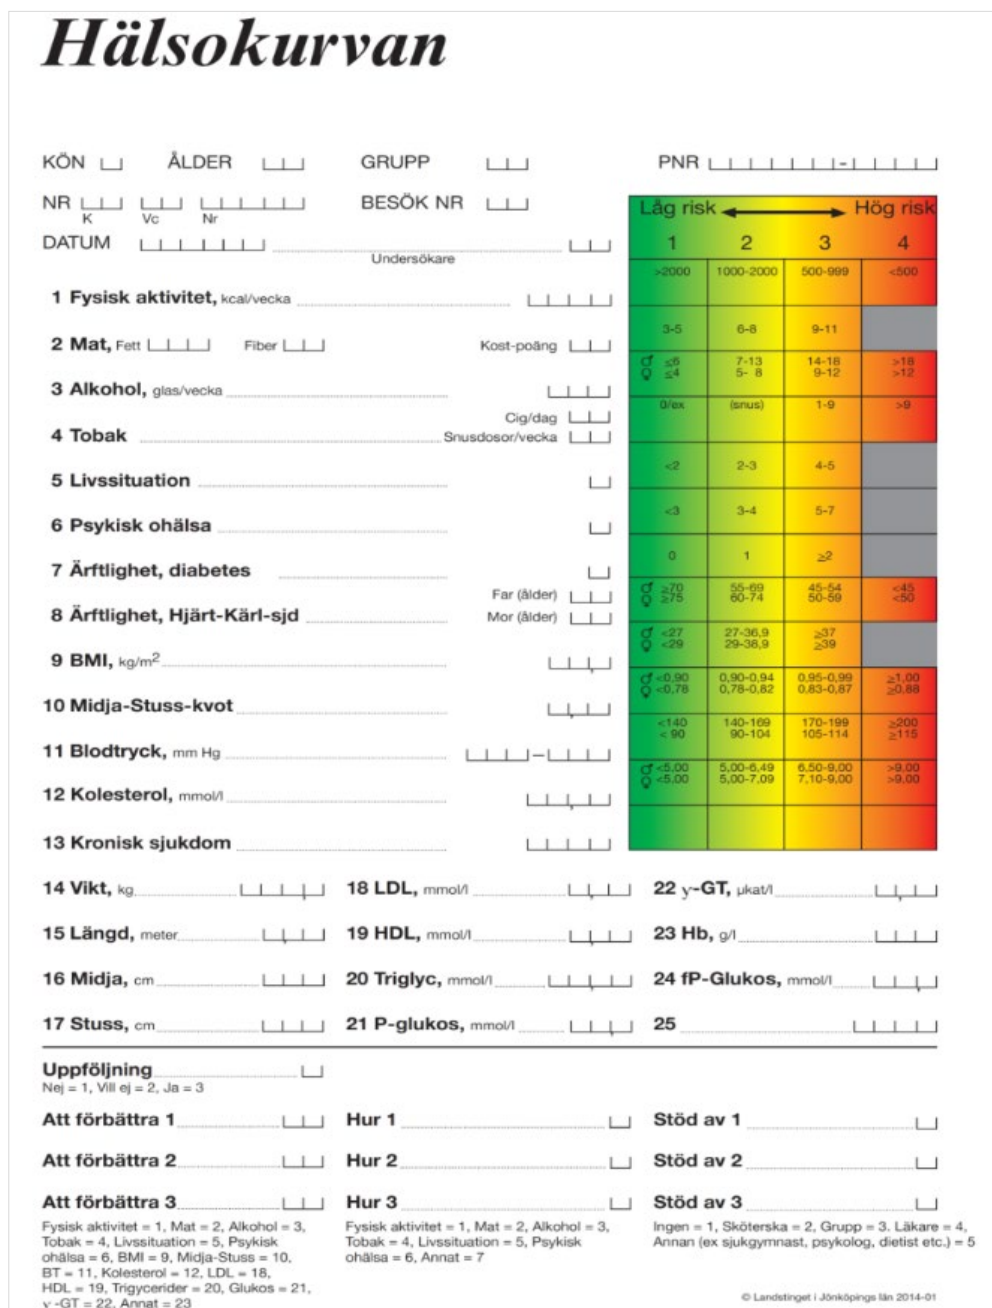 Hälsokurvan
KÖN ÅLDER GRUPP PNR -
NR K Vc Nr BESÖK NR
Låg risk Hög risk
DATUM Undersökare
1 2 3 4
>2000 1000-2000 500-999 <500
1 Fysisk aktivitet, kcal/vecka
3-5 6-8 9-11
2 Mat, Fett Fiber Kost-poäng
♂ ≤6 7-13 14-18 >18
♀ ≤4 5- 8 9-12 >12
3 Alkohol, glas/vecka
0/ex (snus) 1-9 >9
Cig/dag
4 Tobak Snusdosor/vecka
<2 2-3 4-5
5 Livssituation
<3 3-4 5-7
6 Psykisk ohälsa
0 1 ≥2
7 Ärftlighet, diabetes
♂ ≥70 55-69 45-54 <45
♀ ≥75 60-74 50-59 <50
Far (ålder)
8 Ärftlighet, Hjärt-Kärl-sjd Mor (ålder)
♂ <27 27-36,9 ≥37
♀ <29 29-38,9 ≥39
9 BMI, kg/m² ,
♂ <0,90 0,90-0,94 0,95-0,99 ≥1,00
♀ <0,78 0,78-0,82 0,83-0,87 ≥0,88
10 Midja-Stuss-kvot ,
<140 140-169 170-199 ≥200
< 90 90-104 105-114 ≥115
11 Blodtryck, mm Hg –
♂ <5,00 5,00-6,49 6,50-9,00 >9,00
♀ <5,00 5,00-7,09 7,10-9,00 >9,00
12 Kolesterol, mmol/l ,
13 Kronisk sjukdom
14 Vikt, kg , 18 LDL, mmol/l , 22 γ-GT, µkat/l ,
15 Längd, meter , 19 HDL, mmol/l , 23 Hb, g/l
16 Midja, cm 20 Triglyc, mmol/l , 24 fP-Glukos, mmol/l ,
17 Stuss, cm 21 P-glukos, mmol/l , 25
Uppföljning
Nej = 1, Vill ej = 2, Ja = 3
Att förbättra 1 Hur 1 Stöd av 1
Att förbättra 2 Hur 2 Stöd av 2
Att förbättra 3 Hur 3 Stöd av 3
Fysisk aktivitet = 1, Mat = 2, Alkohol = 3,
Tobak = 4, Livssituation = 5, Psykisk
ohälsa = 6, BMI = 9, Midja-Stuss = 10,
BT = 11, Kolesterol = 12, LDL = 18,
HDL = 19, Trigycerider = 20, Glukos = 21,
γ -GT = 22, Annat = 23
Fysisk aktivitet = 1, Mat = 2, Alkohol = 3,
Tobak = 4, Livssituation = 5, Psykisk
ohälsa = 6, Annat = 7
Ingen = 1, Sköterska = 2, Grupp = 3. Läkare = 4,
Annan (ex sjukgymnast, psykolog, dietist etc.) = 5
© Landstinget i Jönköpings län 2014-01